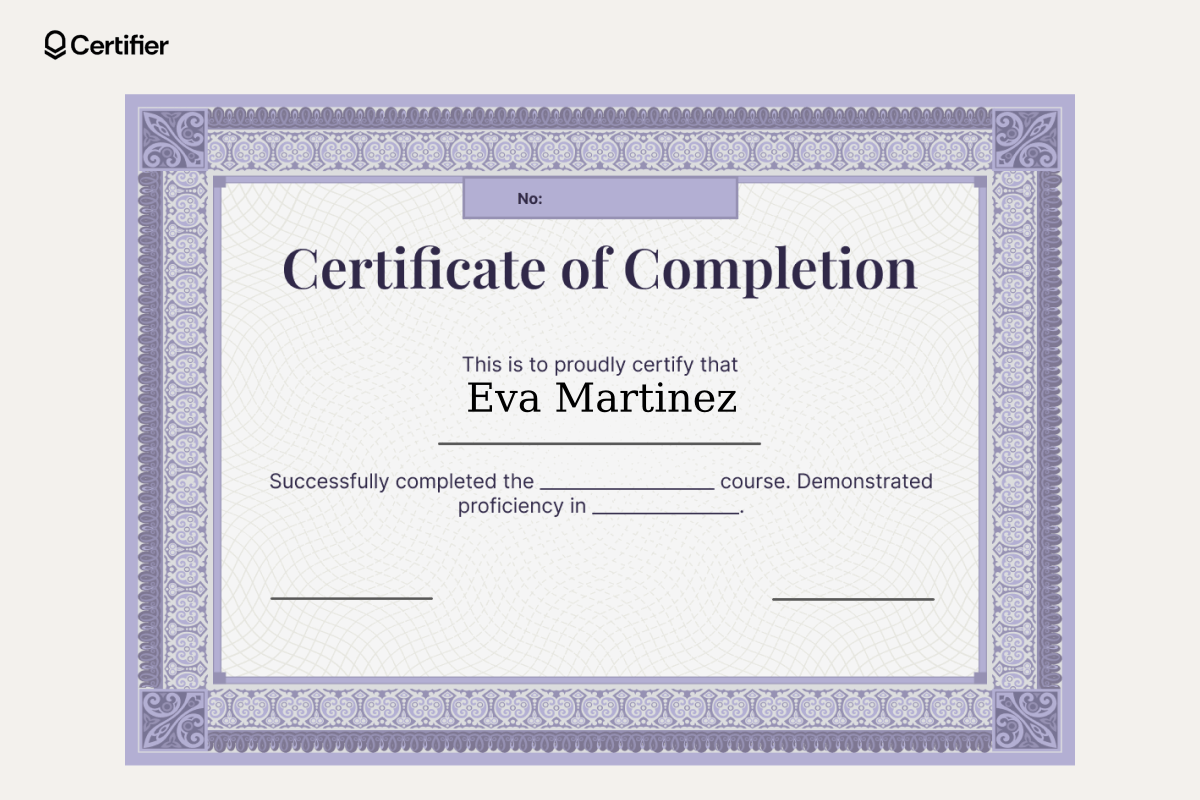 Certifier
No:
Certificate of Completion
This is to proudly certify that
Eva Martinez
Successfully completed the ________________ course. Demonstrated
proficiency in ______________.